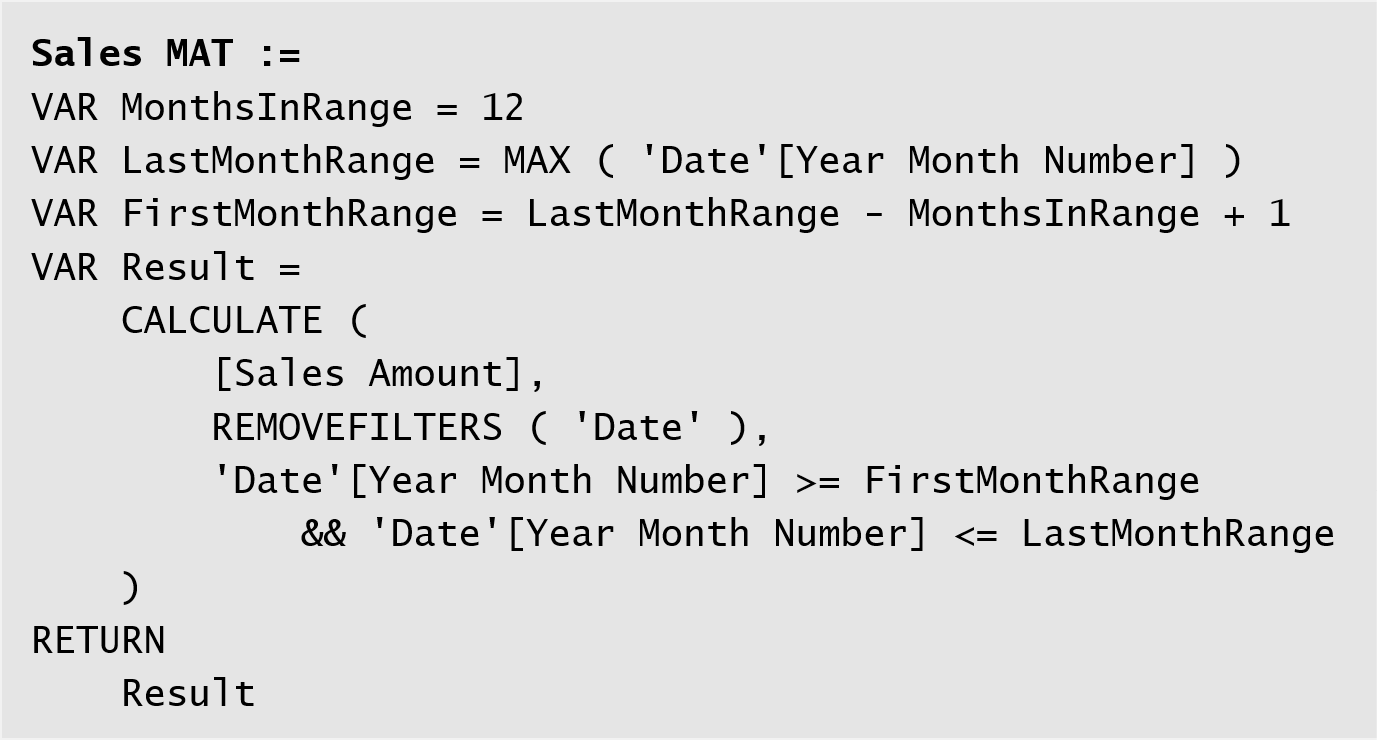 Sales MAT :=
VAR MonthsInRange = 12
VAR LastMonthRange = MAX ( 'Date'[Year Month Number] )
VAR FirstMonthRange = LastMonthRange - MonthsInRange + 1
VAR Result =
    CALCULATE (
        [Sales Amount],
        REMOVEFILTERS ( 'Date' ),
        'Date'[Year Month Number] >= FirstMonthRange
            && 'Date'[Year Month Number] <= LastMonthRange
    )
RETURN
    Result